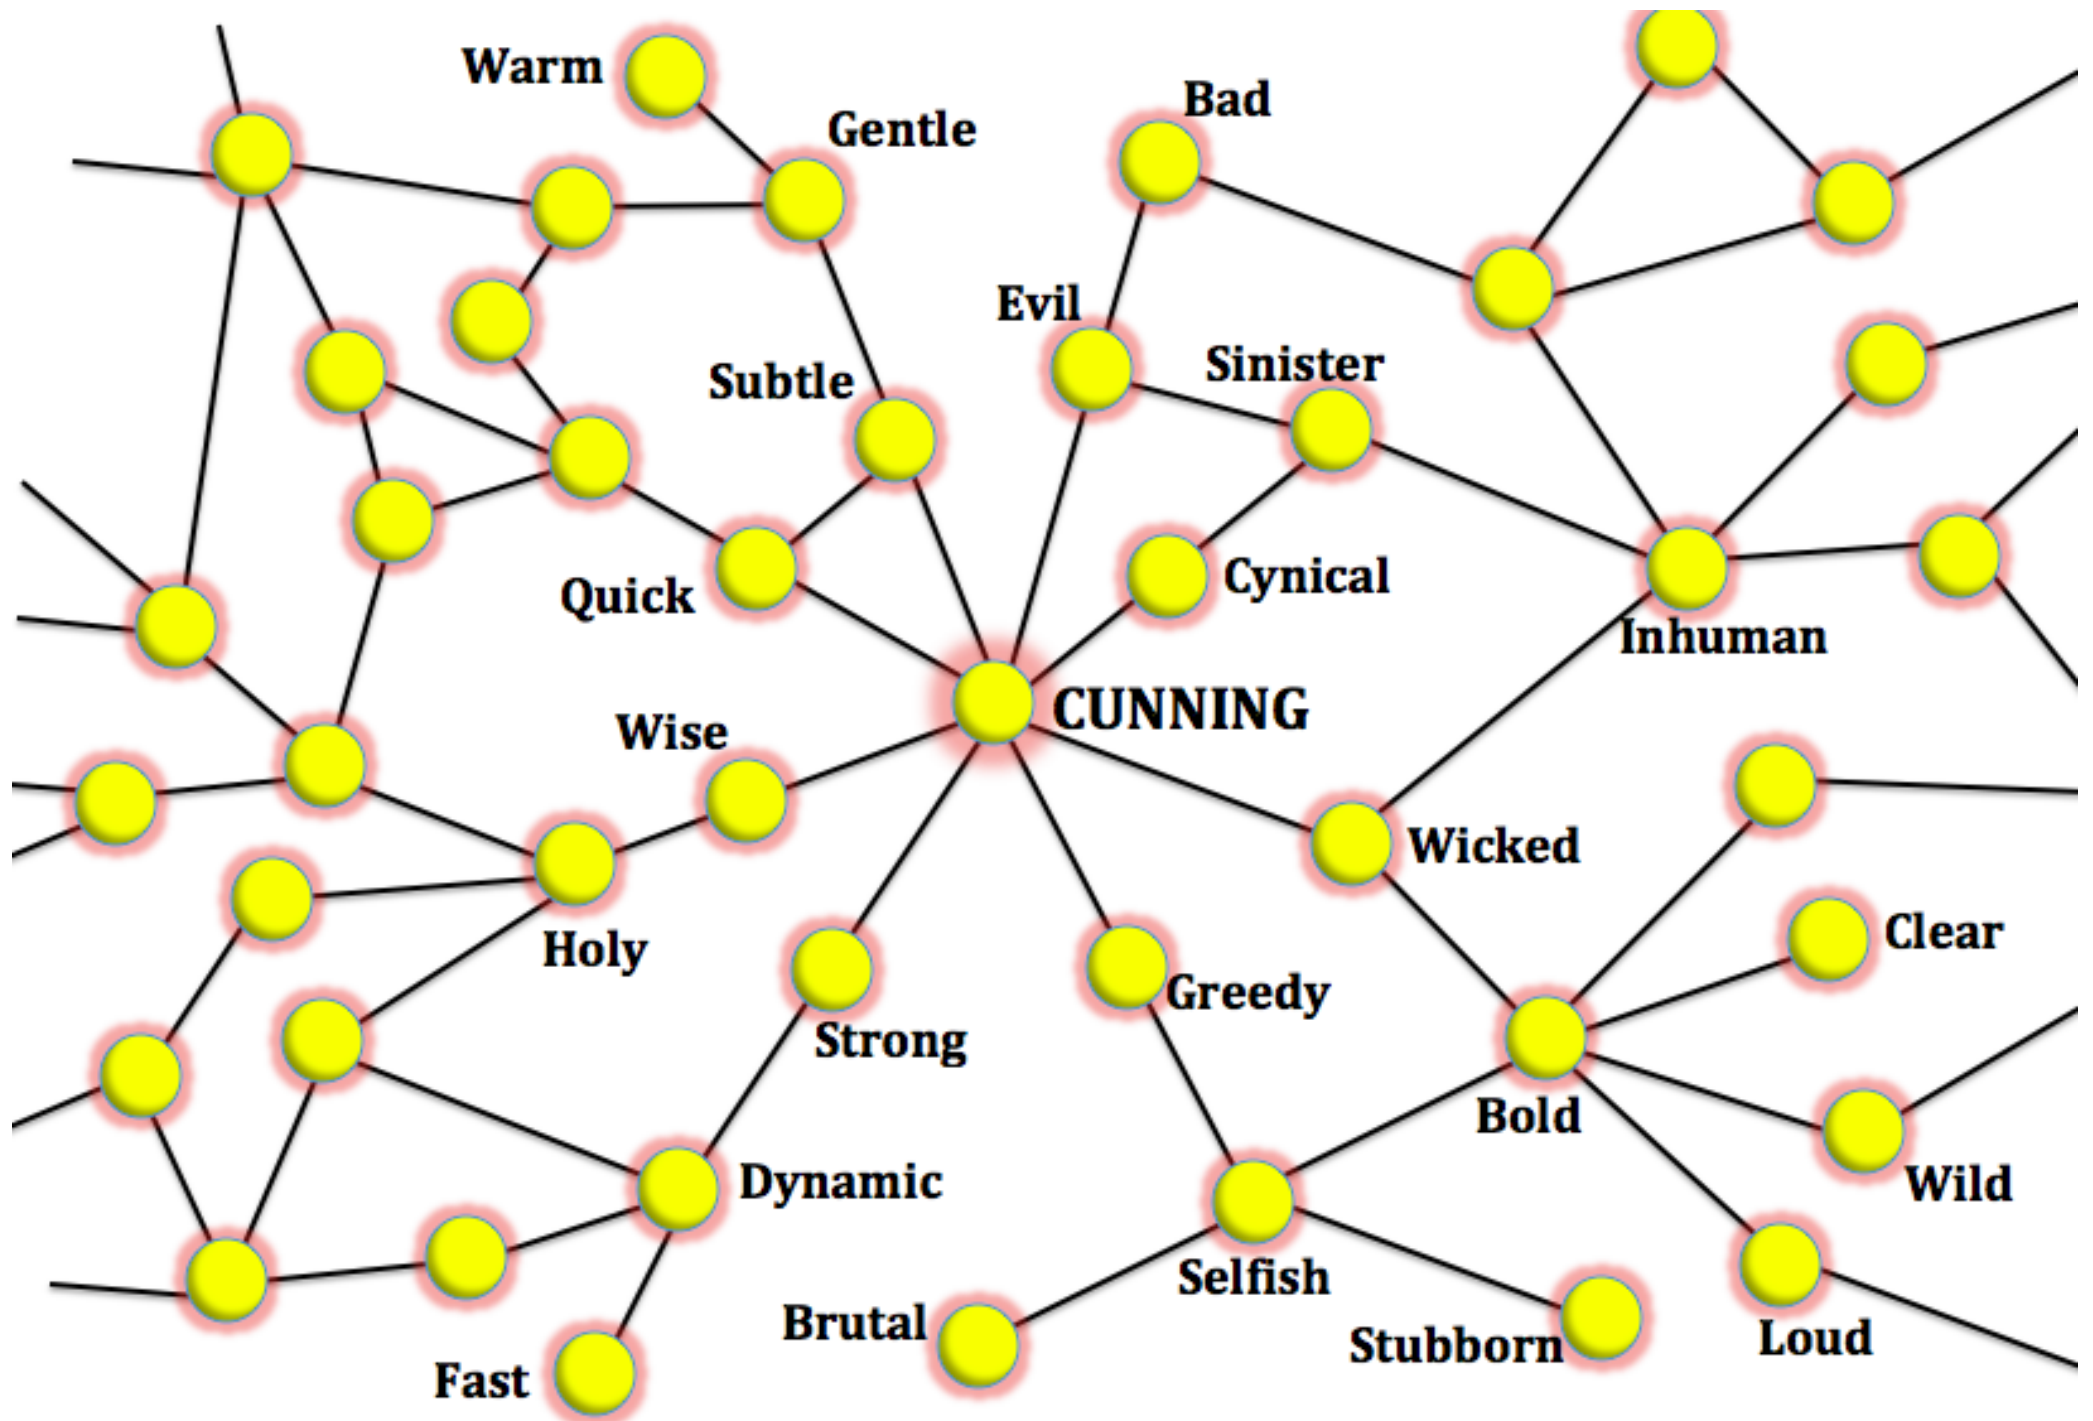 Warm
Bad
Gentle
Evil
Sinister
Subtle
Cynical
Quick
Inhuman
CUNNING
Wise
Wicked
Clear
Holy
Greedy
Strong
Bold
Dynamic
Wild
Selfish
Brutal
Stubborn
Loud
Fast